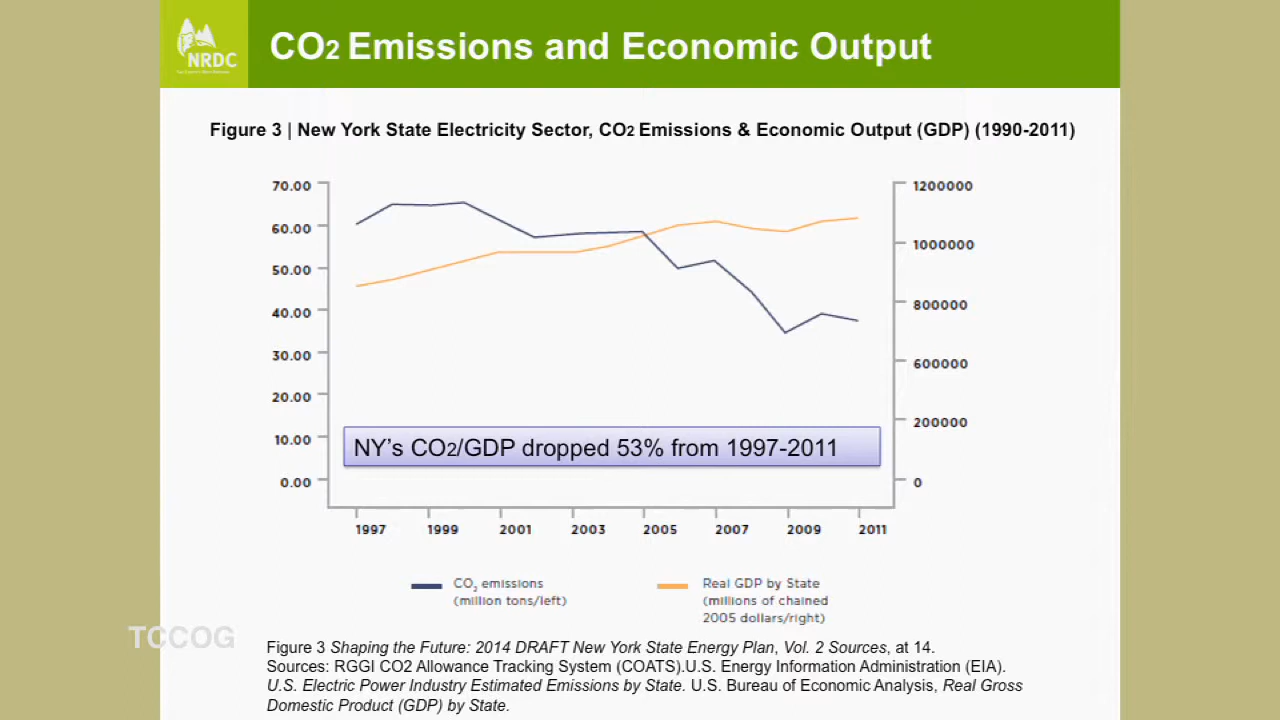 NRDC
CO2 Emissions and Economic Output
Figure 3 | New York State Electricity Sector, CO2 Emissions & Economic Output (GDP) (1990-2011)
70.00
60.00
50.00
40.00
30.00
20.00
10.00
0.00
1200000
1000000
800000
600000
400000
200000
0
NY's CO2/GDP dropped 53% from 1997-2011
1997 1999 2001 2003 2005 2007 2009 2011
CO₂ emissions
(million tons/left)
Real GDP by State
(millions of chained
2005 dollars/right)
TCCOG
Figure 3 Shaping the Future: 2014 DRAFT New York State Energy Plan, Vol. 2 Sources, at 14.
Sources: RGGI CO2 Allowance Tracking System (COATS).U.S. Energy Information Administration (EIA).
U.S. Electric Power Industry Estimated Emissions by State. U.S. Bureau of Economic Analysis, Real Gross
Domestic Product (GDP) by State.